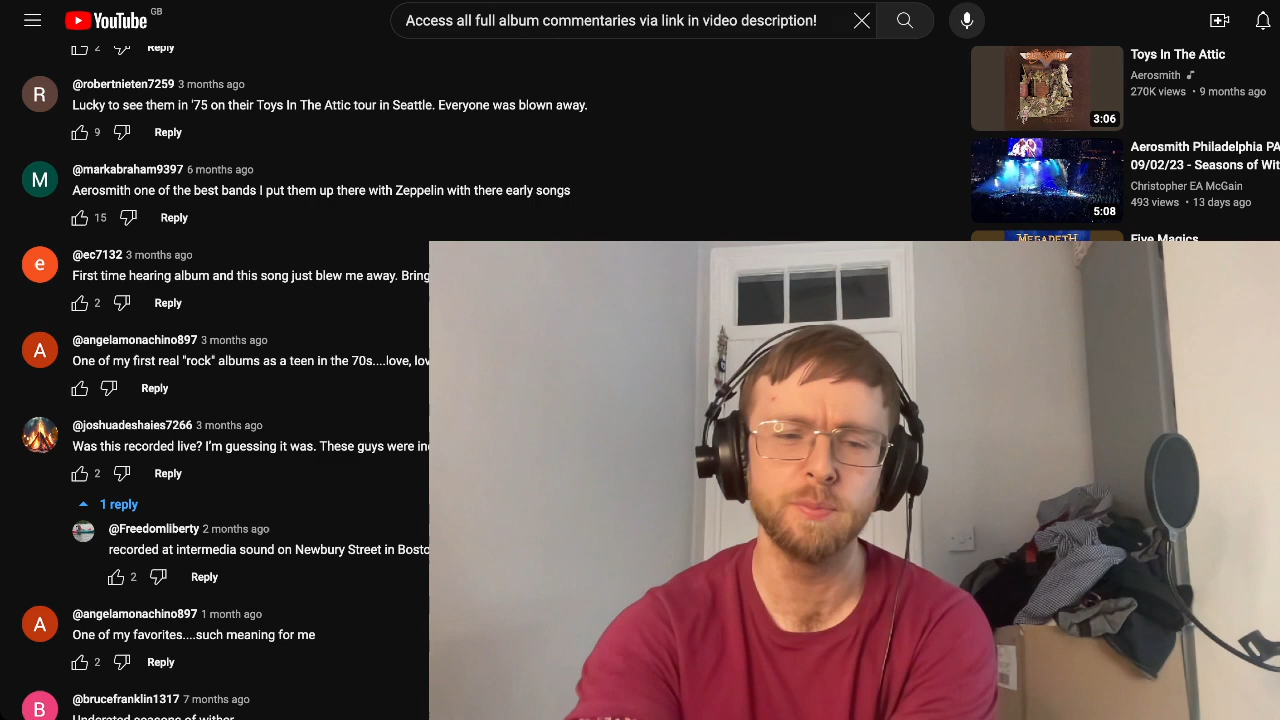 YouTube GB
Access all full album commentaries via link in video description!
2 Reply
R
@robertnieten7259 3 months ago
Lucky to see them in '75 on their Toys In The Attic tour in Seattle. Everyone was blown away.
9 Reply
M
@markabraham9397 6 months ago
Aerosmith one of the best bands I put them up there with Zeppelin with there early songs
15 Reply
e
@ec7132 3 months ago
First time hearing album and this song just blew me away. Bring
2 Reply
A
@angelamonachino897 3 months ago
One of my first real "rock" albums as a teen in the 70s....love, lov
Reply
@joshuadeshaies7266 3 months ago
Was this recorded live? I'm guessing it was. These guys were in
2 Reply
1 reply
@Freedomliberty 2 months ago
recorded at intermedia sound on Newbury Street in Bosto
2 Reply
A
@angelamonachino897 1 month ago
One of my favorites....such meaning for me
2 Reply
B
@brucefranklin1317 7 months ago
Underated seasons of wither
Toys In The Attic
Aerosmith
270K views • 9 months ago
3:06
Aerosmith Philadelphia PA
09/02/23 - Seasons of Wit
Christopher EA McGain
493 views • 13 days ago
5:08
MEGADETH
Five Magics